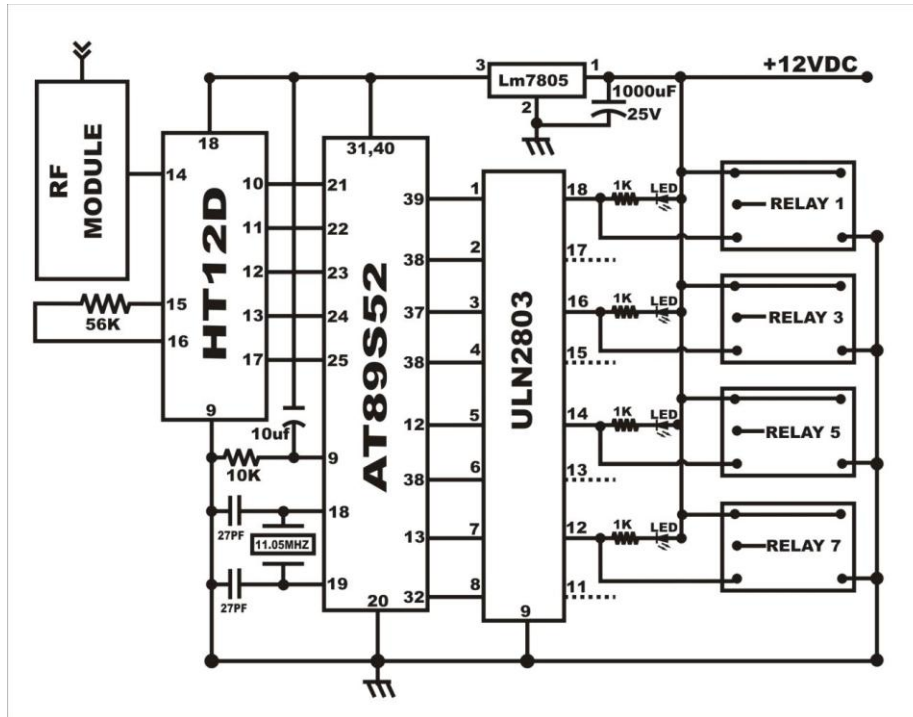 3
Lm7805
1
+12VDC
2
1000uF
25V
RF
MODULE
18
14
HT12D
10
11
12
13
17
15
16
56K
9
31,40
AT89S52
21
22
23
24
25
10uf
10K
9
18
19
27PF
11.05MHZ
27PF
20
39
38
37
38
12
38
13
32
1
2
3
4
5
6
7
8
ULN2803
9
18
17
16
15
14
13
12
11
1K
LED
RELAY 1
1K
LED
RELAY 3
1K
LED
RELAY 5
1K
LED
RELAY 7